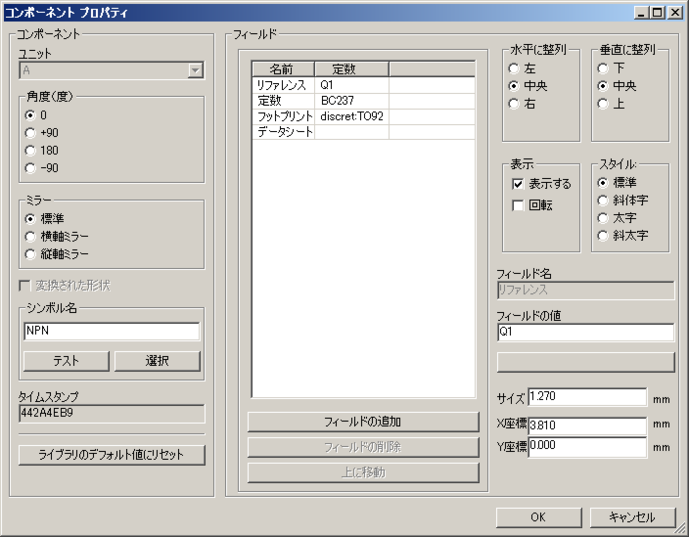 コンポーネント プロパティ
コンポーネント
ユニット
A
角度(度)
0
+90
180
-90
ミラー
標準
横軸ミラー
縦軸ミラー
変換された形状
シンボル名
NPN
テスト 選択
タイムスタンプ
442A4EB9
ライブラリのデフォルト値にリセット
フィールド
名前 定数
リファレンス Q1
定数 BC237
フットプリント discret:TO92
データシート
フィールドの追加
フィールドの削除
上に移動
水平に整列
左
中央
右
垂直に整列
下
中央
上
表示
表示する
回転
スタイル:
標準
斜体字
太字
斜太字
フィールド名
リファレンス
フィールドの値
Q1
サイズ 1.270 mm
X座標 3.810 mm
Y座標 0.000 mm
OK キャンセル